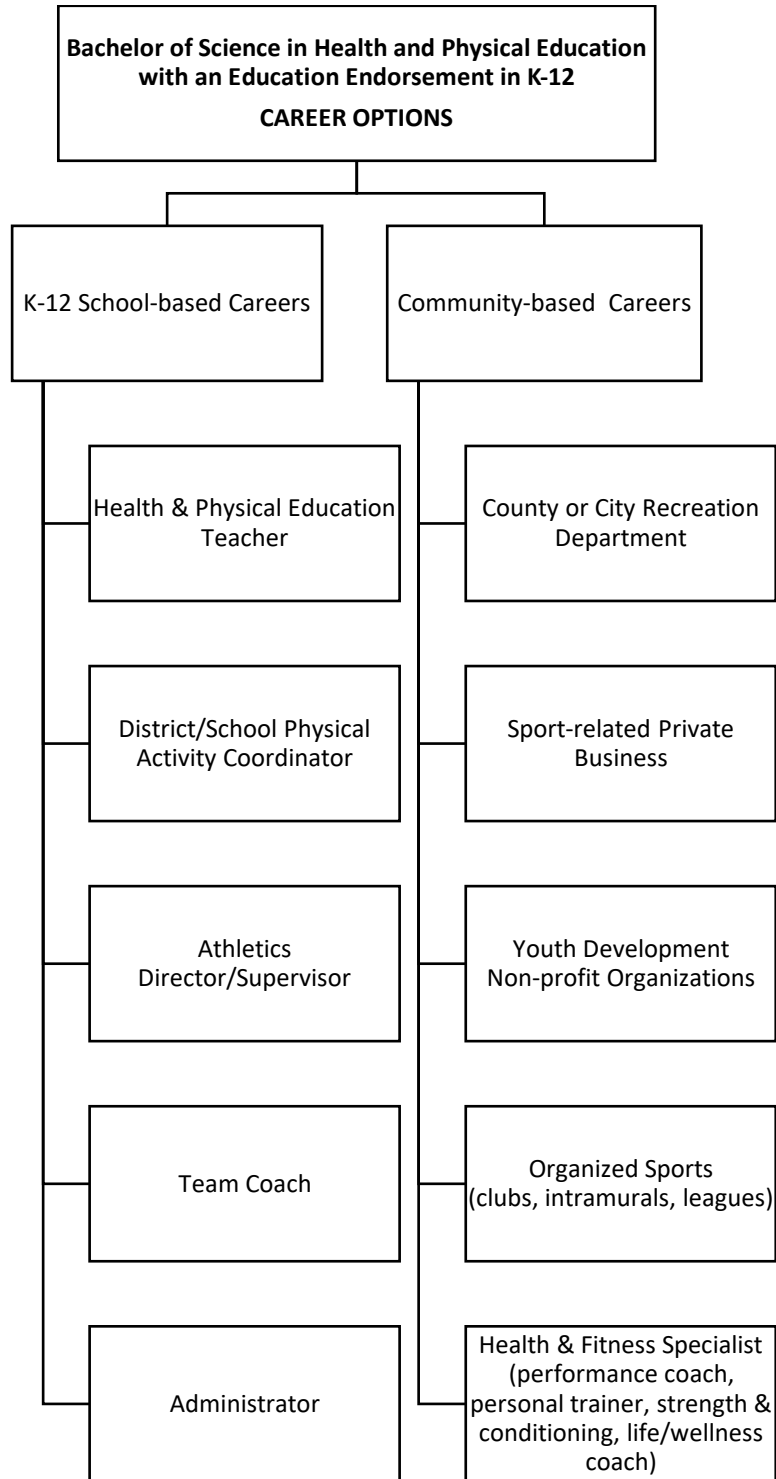 Bachelor of Science in Health and Physical Education
with an Education Endorsement in K-12
CAREER OPTIONS
K-12 School-based Careers
Community-based Careers
Health & Physical Education
Teacher
District/School Physical
Activity Coordinator
Athletics
Director/Supervisor
Team Coach
Administrator
County or City Recreation
Department
Sport-related Private
Business
Youth Development
Non-profit Organizations
Organized Sports
(clubs, intramurals, leagues)
Health & Fitness Specialist
(performance coach,
personal trainer, strength &
conditioning, life/wellness
coach)